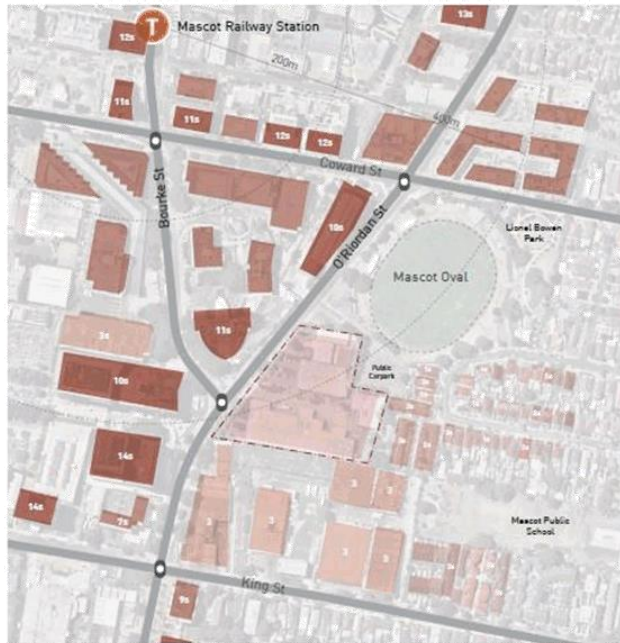 13s
T
Mascot Railway Station
12s
200m
11s
11s
12s
12s
400m
Coward St
Bourke St
10s
O'Riordan St
Lionel Bowen
Park
Mascot Oval
11s
3s
Public
Carpark
10s
14s
14s
7s
3
3
3
3
3
3
Mascot Public
School
King St
9s